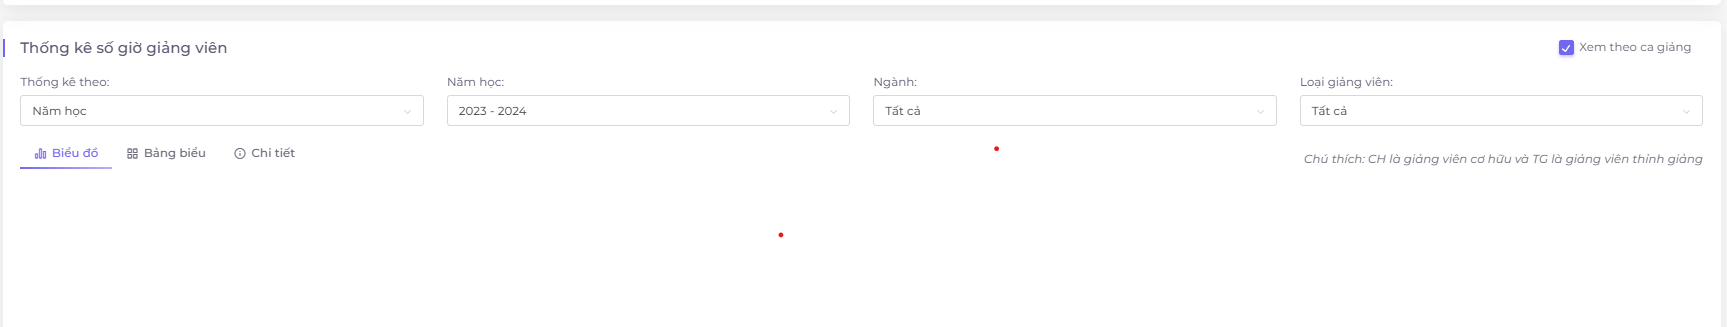 Thống kê số giờ giảng viên
Xem theo ca giảng
Thống kê theo:
Năm học:
Ngành:
Loại giảng viên:
Năm học
2023 - 2024
Tất cả
Tất cả
Biểu đồ
Bảng biểu
Chi tiết
Chú thích: CH là giảng viên cơ hữu và TG là giảng viên thỉnh giảng